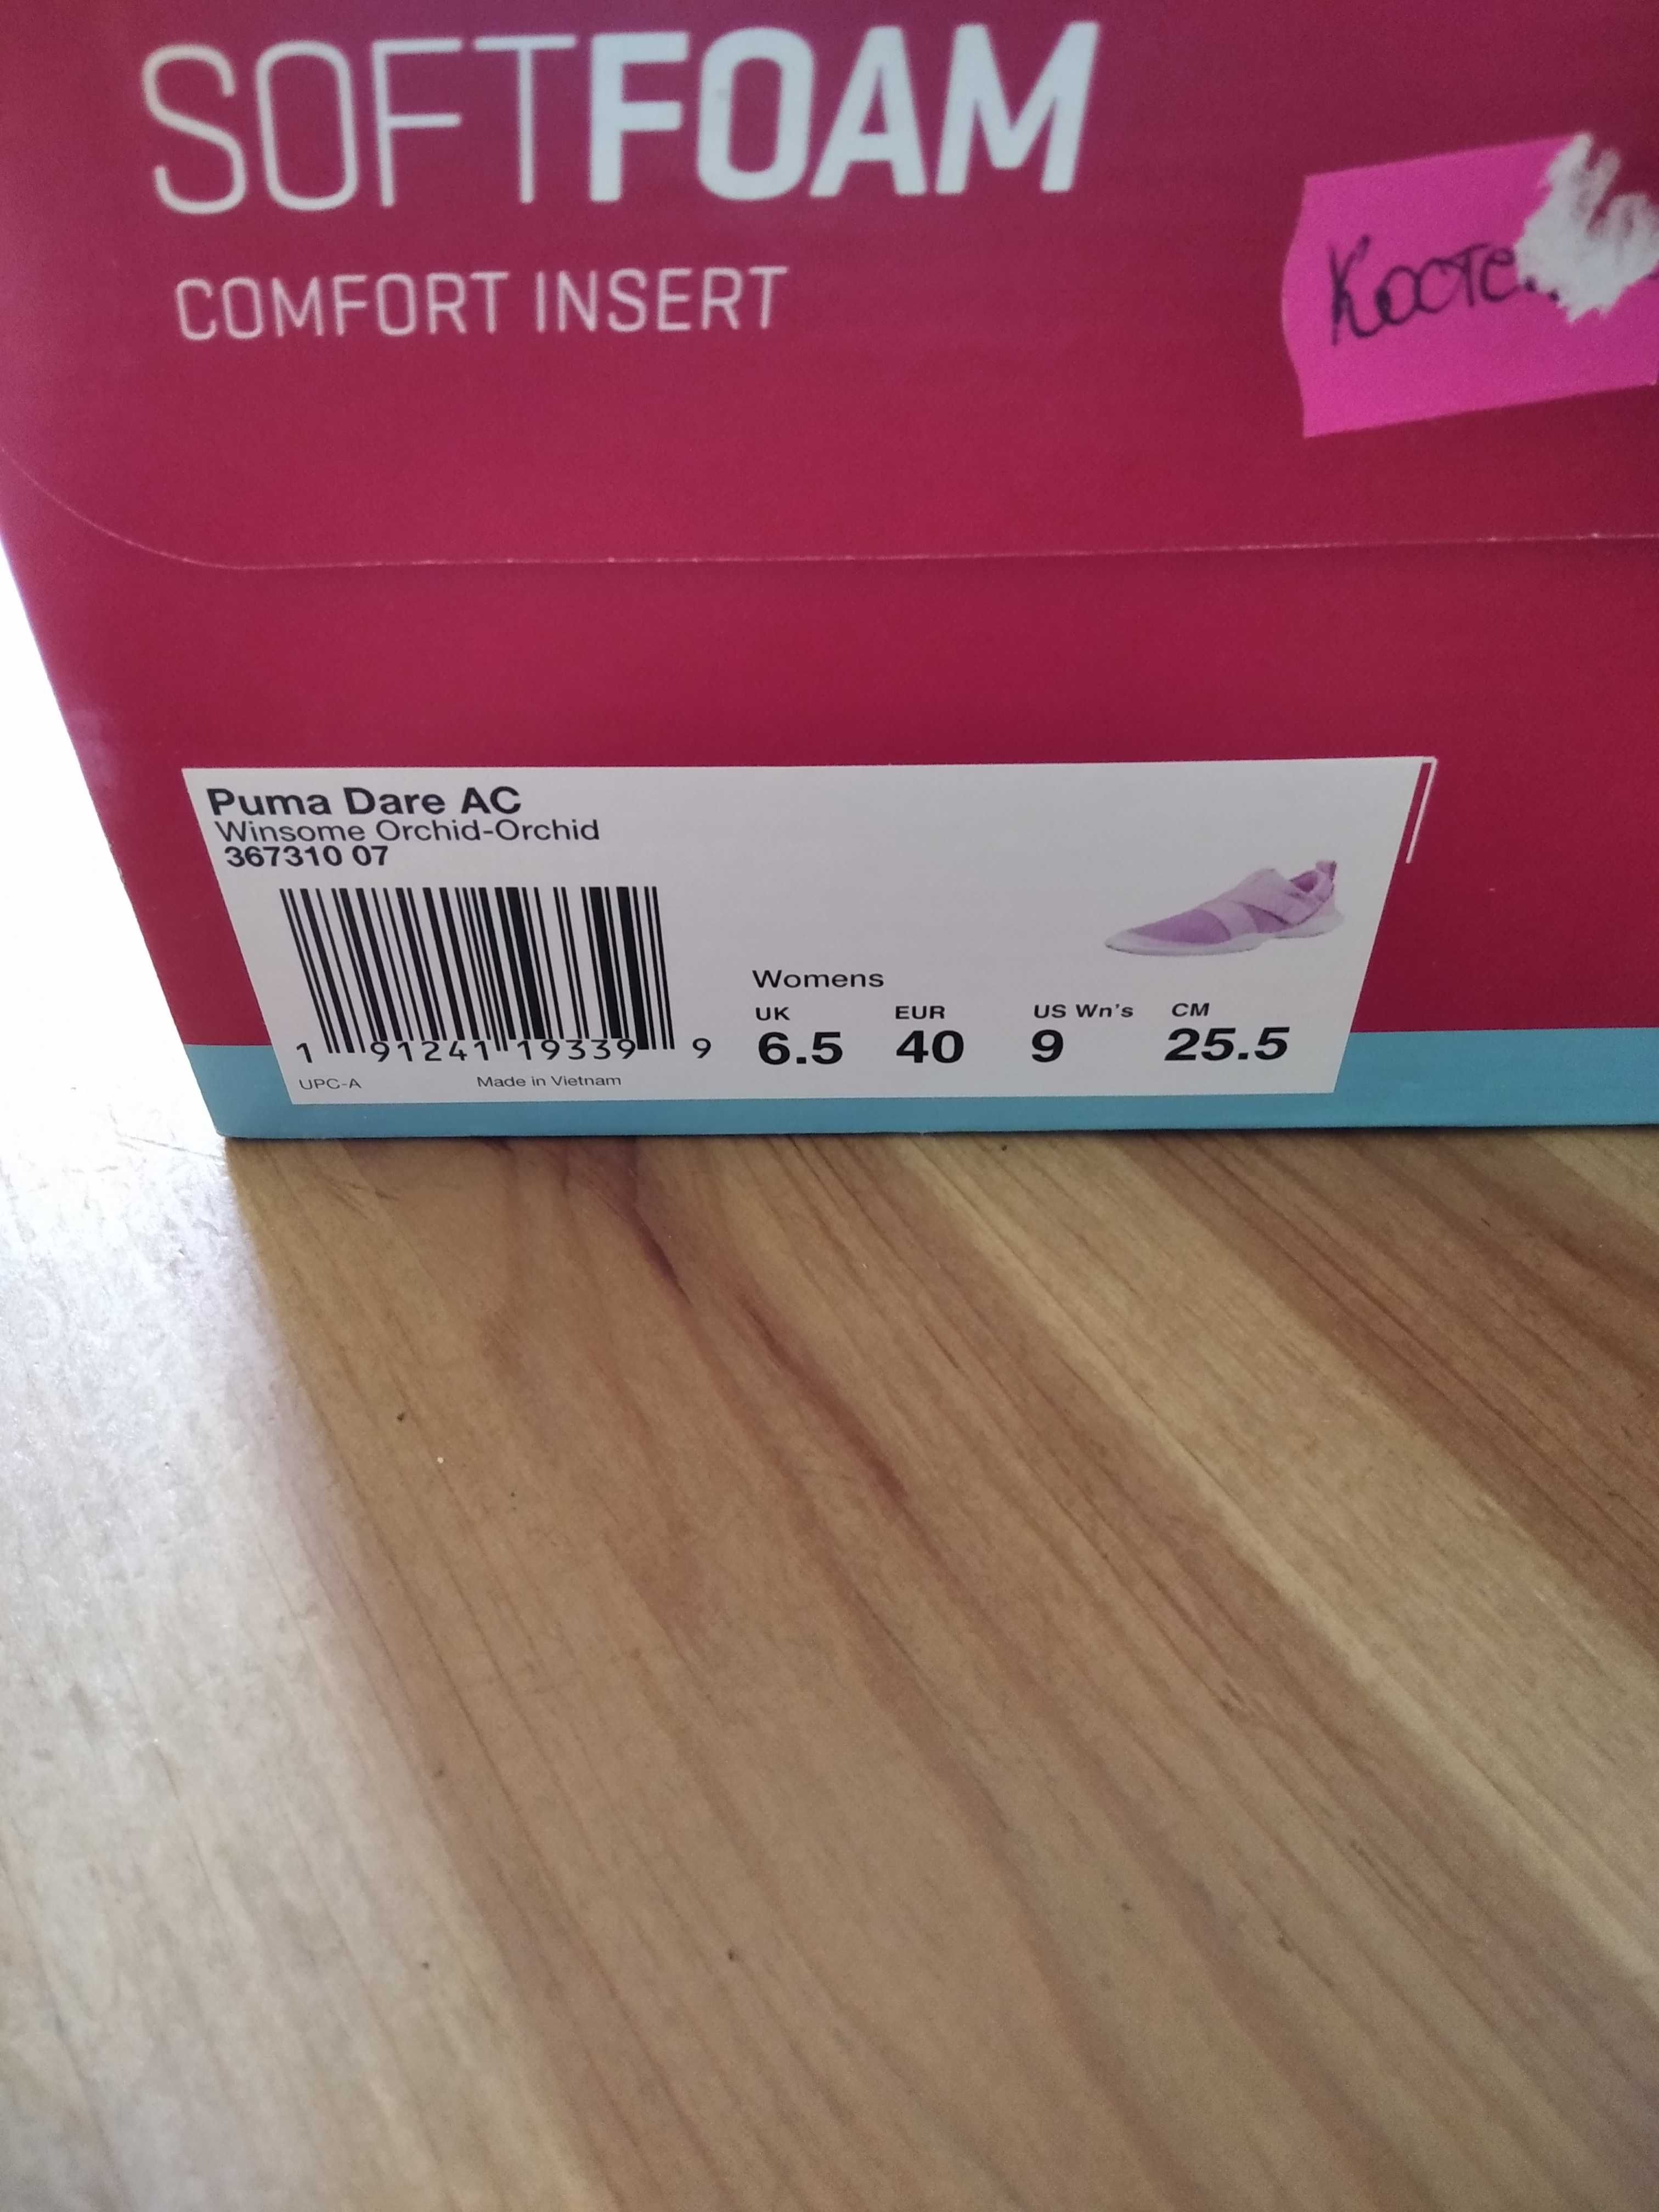 SOFTFOAM
COMFORT INSERT
Puma Dare AC
Winsome Orchid-Orchid
367310 07
Womens
UK EUR US Wn's CM
6.5 40 9 25.5
1 91241 19339 9
UPC-A Made in Vietnam